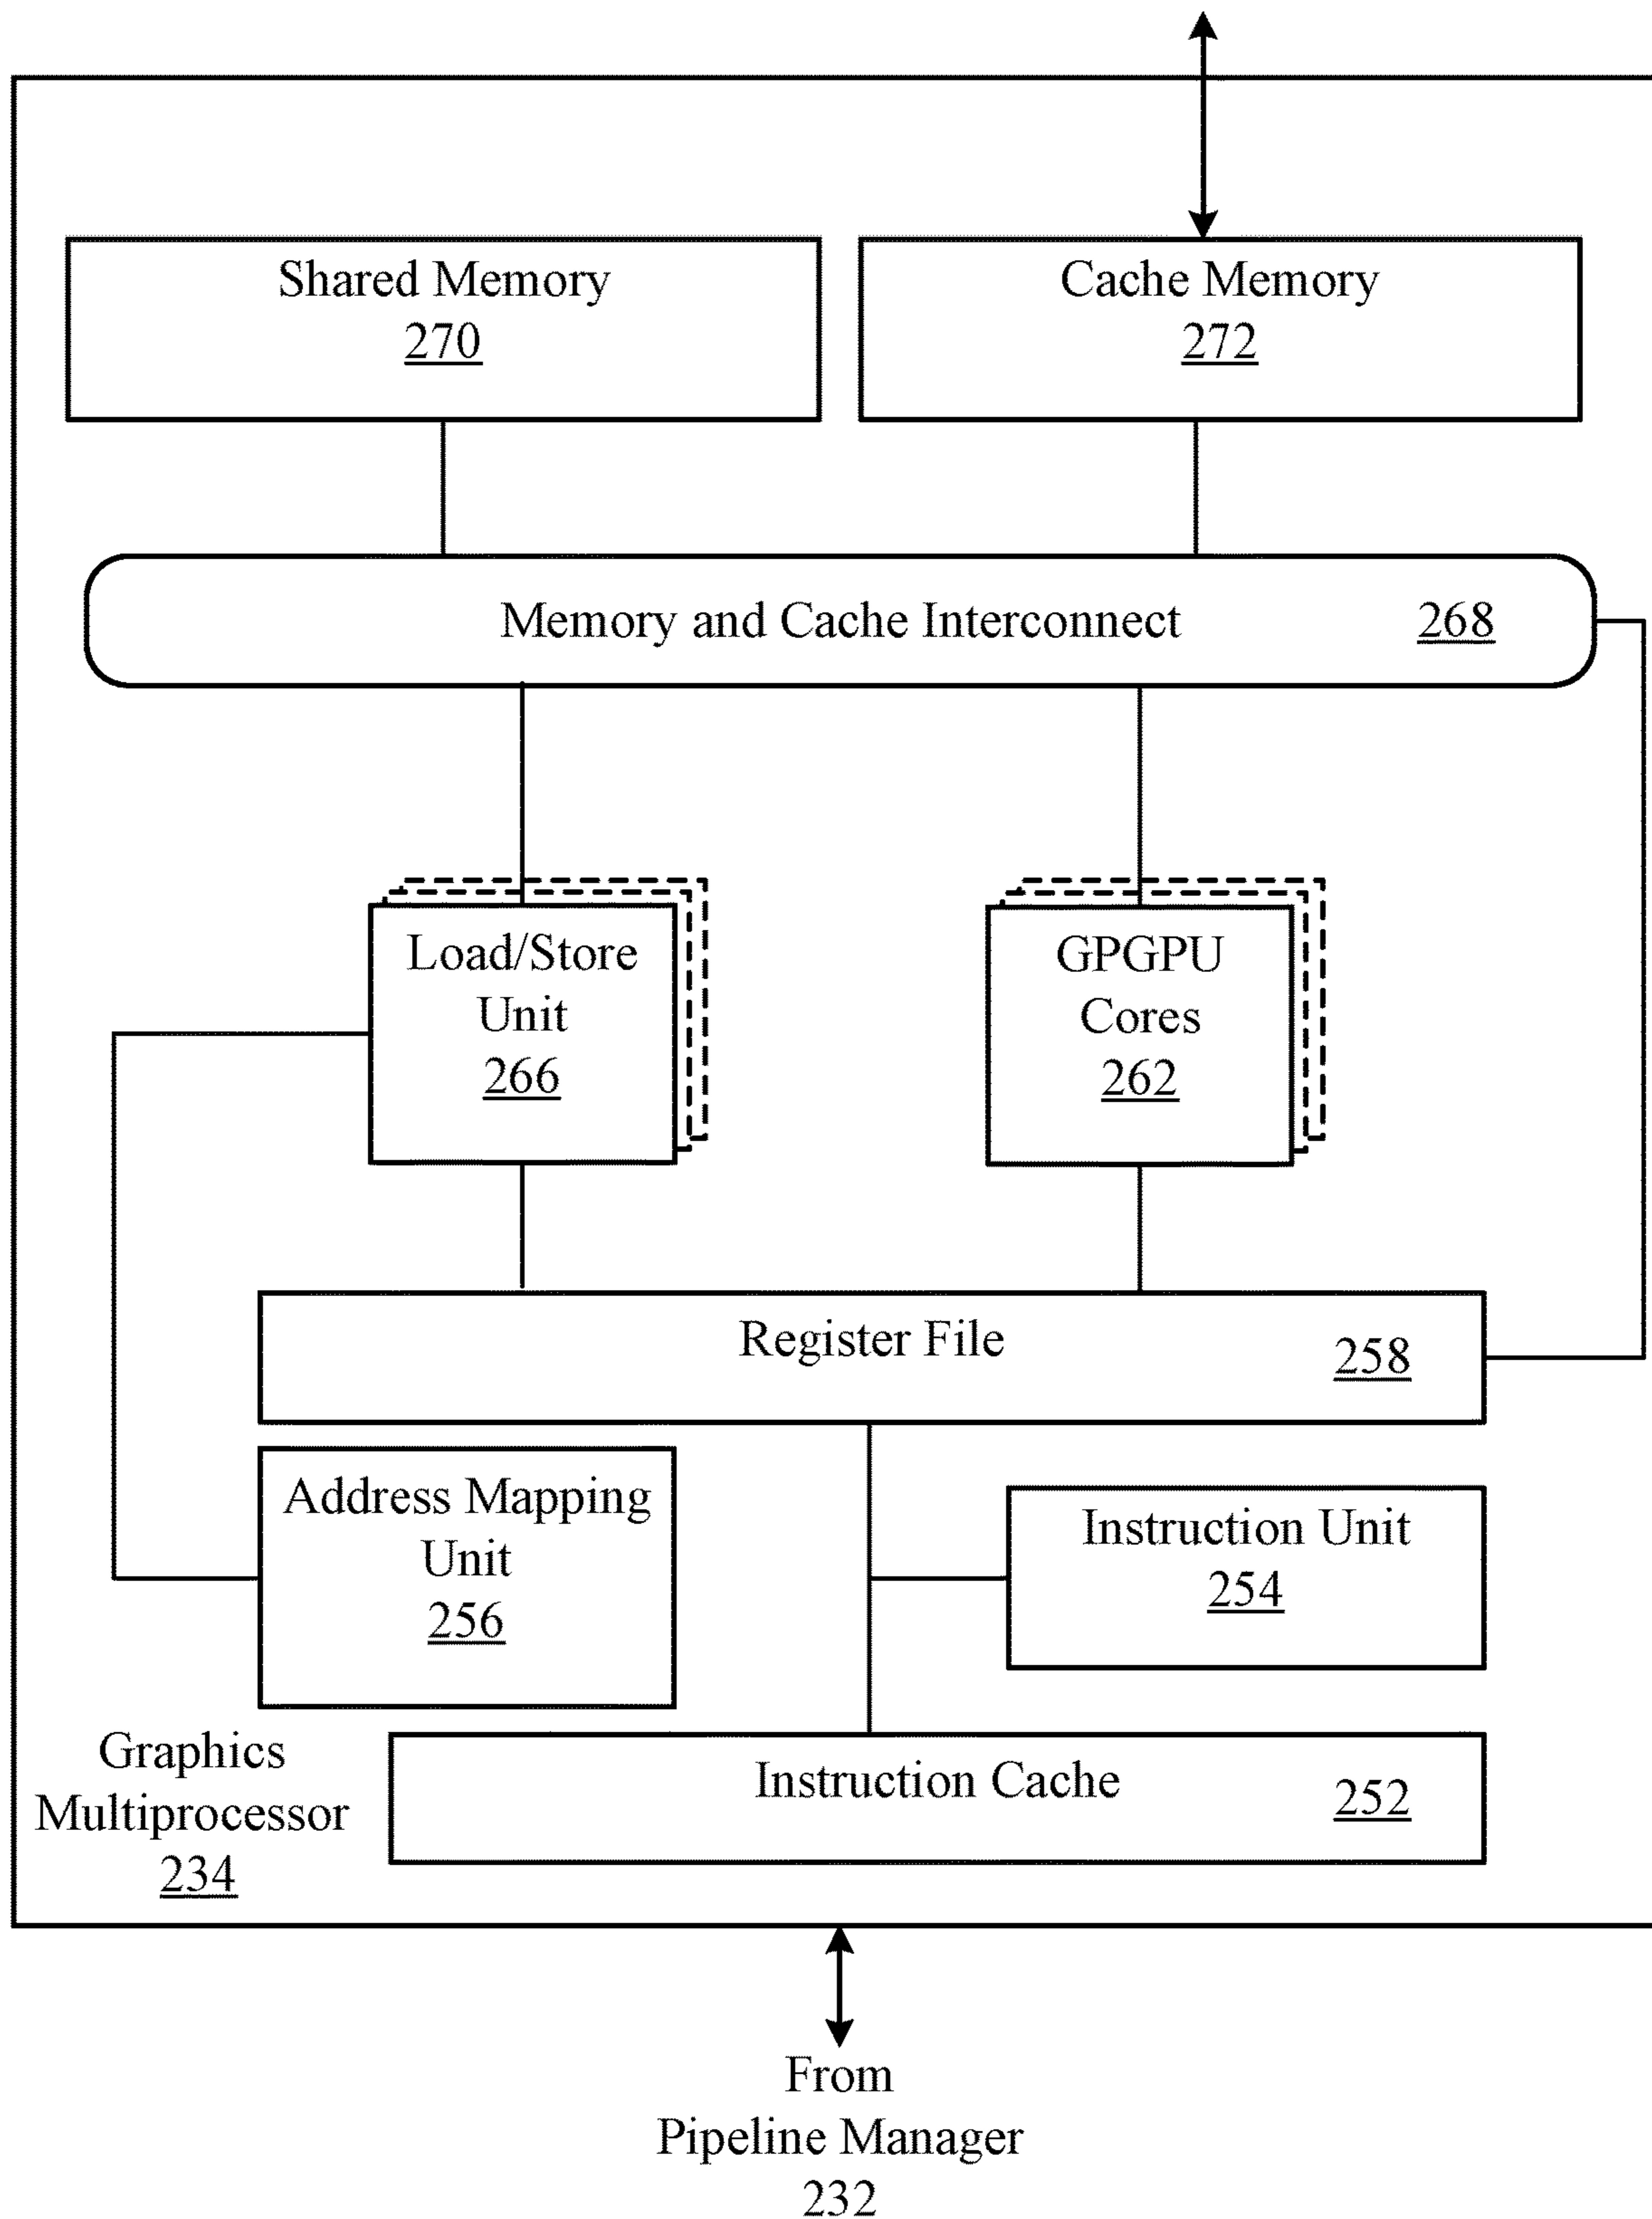 Shared Memory
270
Cache Memory
272
Memory and Cache Interconnect 268
Load/Store
Unit
266
GPGPU
Cores
262
Register File 258
Address Mapping
Unit
256
Instruction Unit
254
Graphics
Multiprocessor
234
Instruction Cache 252
From
Pipeline Manager
232